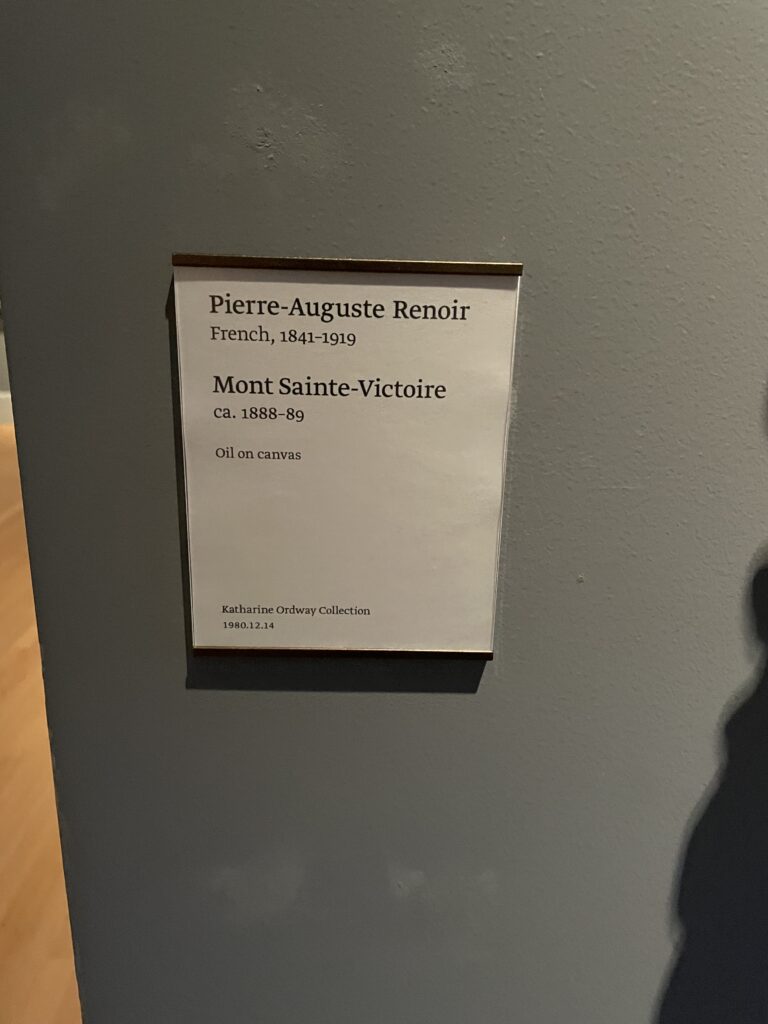 Pierre-Auguste Renoir
French, 1841–1919
Mont Sainte-Victoire
ca. 1888–89
Oil on canvas
Katharine Ordway Collection
1980.12.14